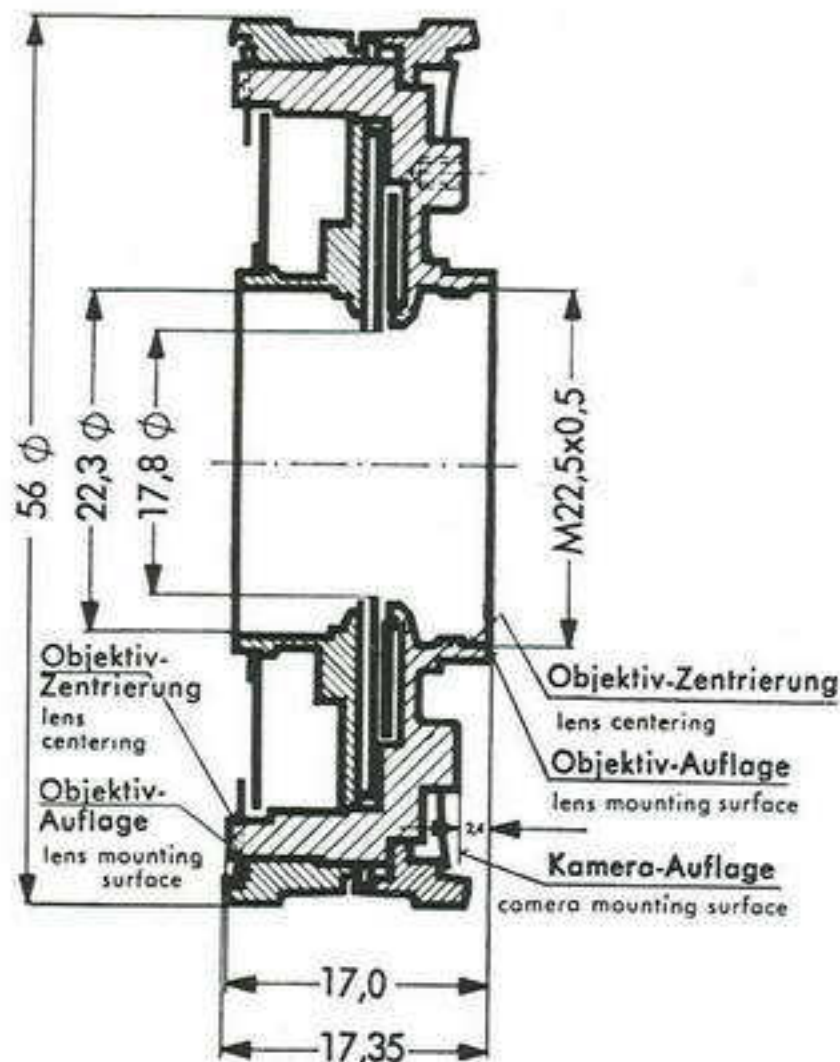 56 ϕ
22,3 ϕ
17,8 ϕ
M22,5x0,5
Objektiv-
Zentrierung
lens
centering
Objektiv-
Auflage
lens mounting
surface
Objektiv-Zentrierung
lens centering
Objektiv-Auflage
lens mounting surface
2,4
Kamera-Auflage
camera mounting surface
17,0
17,35